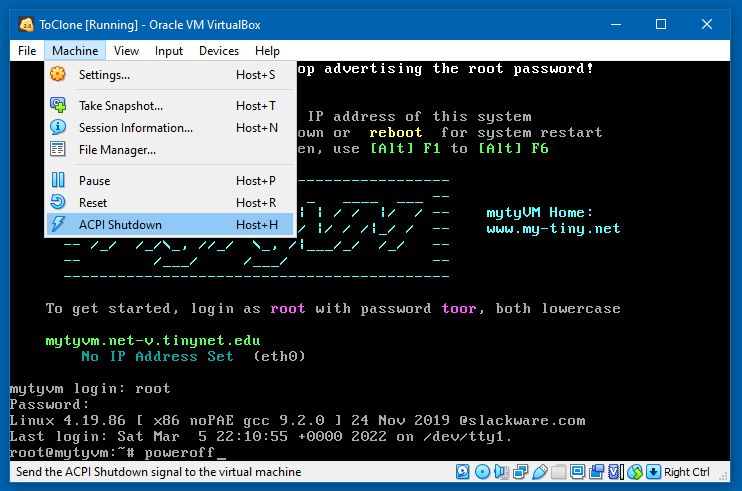 ToClone [Running] - Oracle VM VirtualBox
File Machine View Input Devices Help
Settings... Host+S
Take Snapshot... Host+T
Session Information... Host+N
File Manager...
Pause Host+P
Reset Host+R
ACPI Shutdown Host+H
op advertising the root password!
IP address of this system
own or reboot for system restart
en, use [Alt] F1 to [Alt] F6
mytyVM Home:
www.my-tiny.net
To get started, login as root with password toor, both lowercase
mytyvm.net-v.tinynet.edu
No IP Address Set (eth0)
mytyvm login: root
Password:
Linux 4.19.86 [ x86 noPAE gcc 9.2.0 ] 24 Nov 2019 @slackware.com
Last login: Sat Mar  5 22:10:55 +0000 2022 on /dev/tty1.
root@mytyvm:~# poweroff_
Send the ACPI Shutdown signal to the virtual machine Right Ctrl